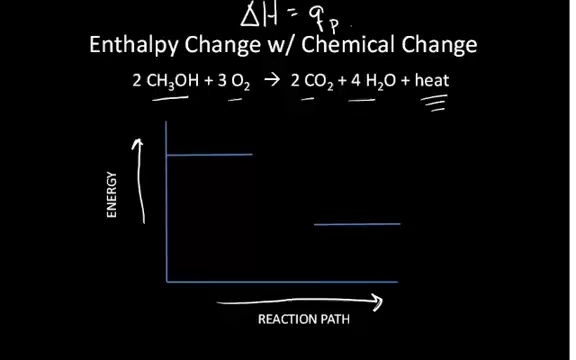 ΔH = qₚ
Enthalpy Change w/ Chemical Change
2 CH₃OH + 3 O₂ → 2 CO₂ + 4 H₂O + heat
ENERGY
REACTION PATH